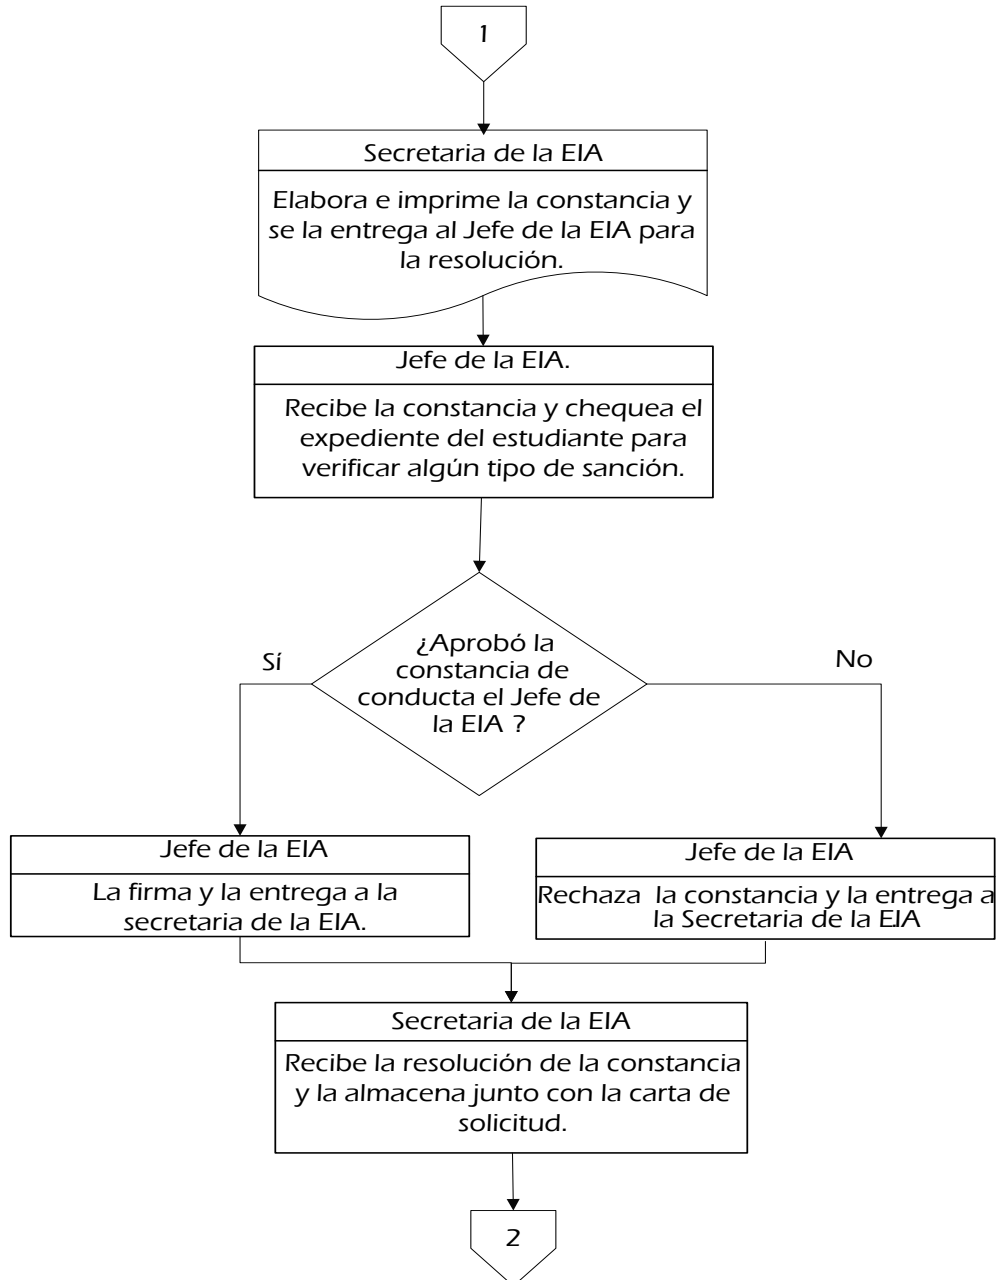 1
Secretaria de la EIA
Elabora e imprime la constancia y
se la entrega al Jefe de la EIA para
la resolución.
Jefe de la EIA.
Recibe la constancia y chequea el
expediente del estudiante para
verificar algún tipo de sanción.
¿Aprobó la
constancia de
conducta el Jefe de
la EIA ?
Sí
No
Jefe de la EIA
La firma y la entrega a la
secretaria de la EIA.
Jefe de la EIA
Rechaza la constancia y la entrega a
la Secretaria de la EIA.
Secretaria de la EIA
Recibe la resolución de la constancia
y la almacena junto con la carta de
solicitud.
2